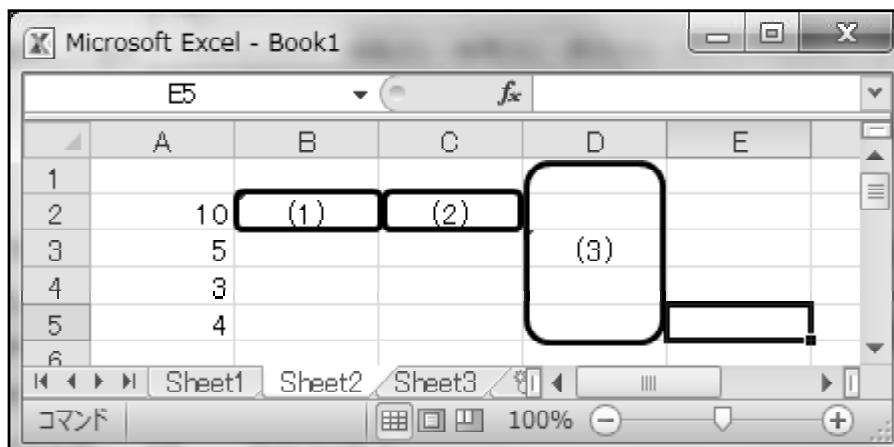 Microsoft Excel - Book1
E5 fx
A B C D E
1
2 10 (1) (2)
3 5 (3)
4 3
5 4
6
Sheet1 Sheet2 Sheet3
コマンド 100%